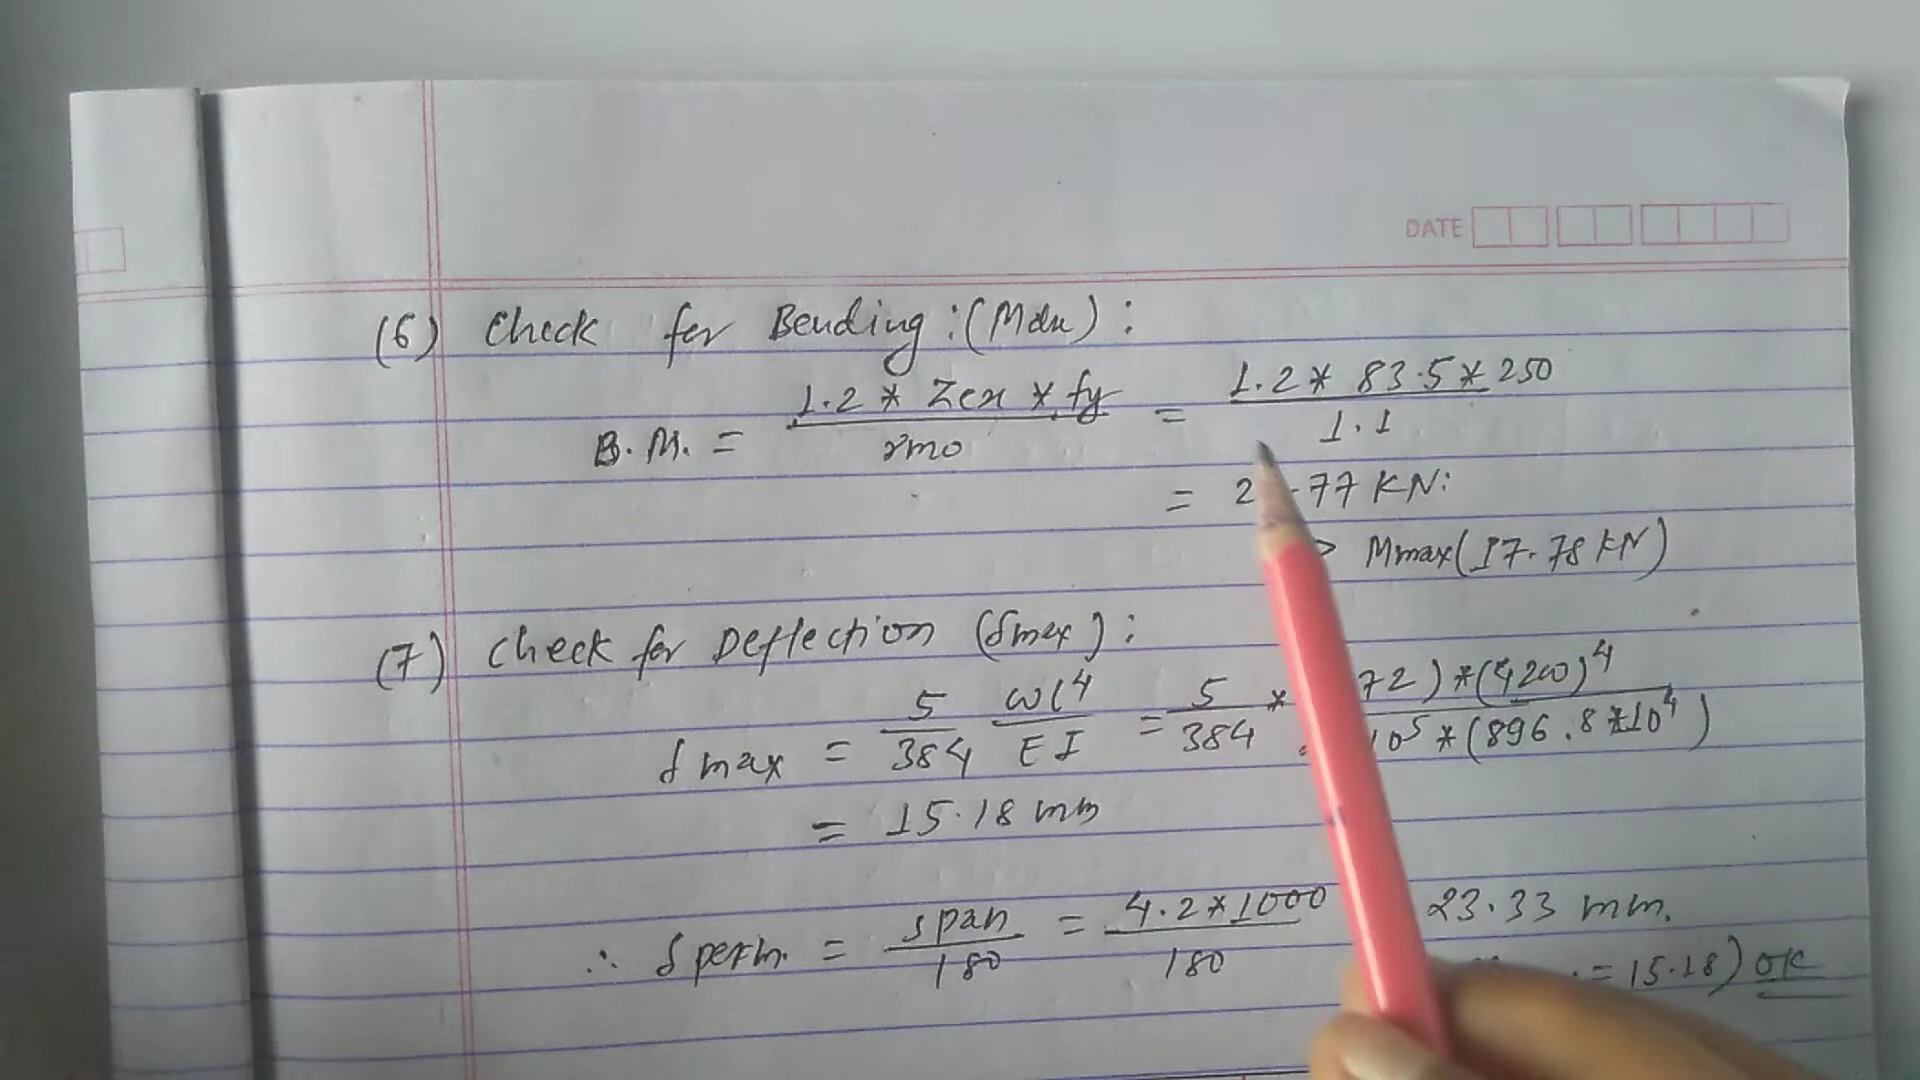 DATE
(6) Check for Bending : (Mdx) :
B.M. = 1.2 * Zex * fy / γmo = 1.2 * 83.5 * 250 / 1.1
= 2 .77 KN:
> Mmax (17.78 KN)
(7) Check for Deflection (δmax) :
δmax = 5/384 wl⁴/EI = 5/384 * 72) * (4200)⁴ / 10⁵ * (896.8 * 10⁴)
= 15.18 mm
∴ δperm. = span/180 = 4.2 * 1000 / 180 23.33 mm.
= 15.18) OK